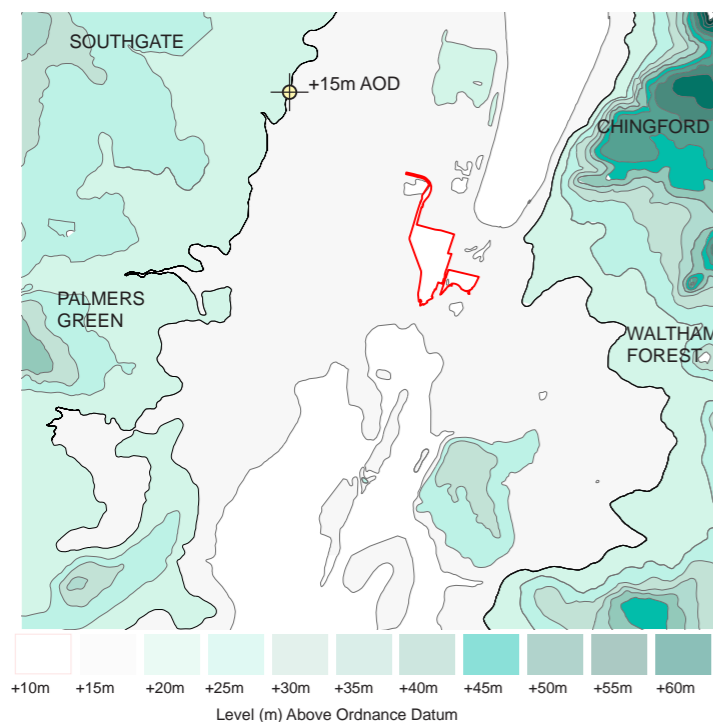 SOUTHGATE
+15m AOD
CHINGFORD
PALMERS
GREEN
WALTHAM
FOREST
+10m +15m +20m +25m +30m +35m +40m +45m +50m +55m +60m
Level (m) Above Ordnance Datum